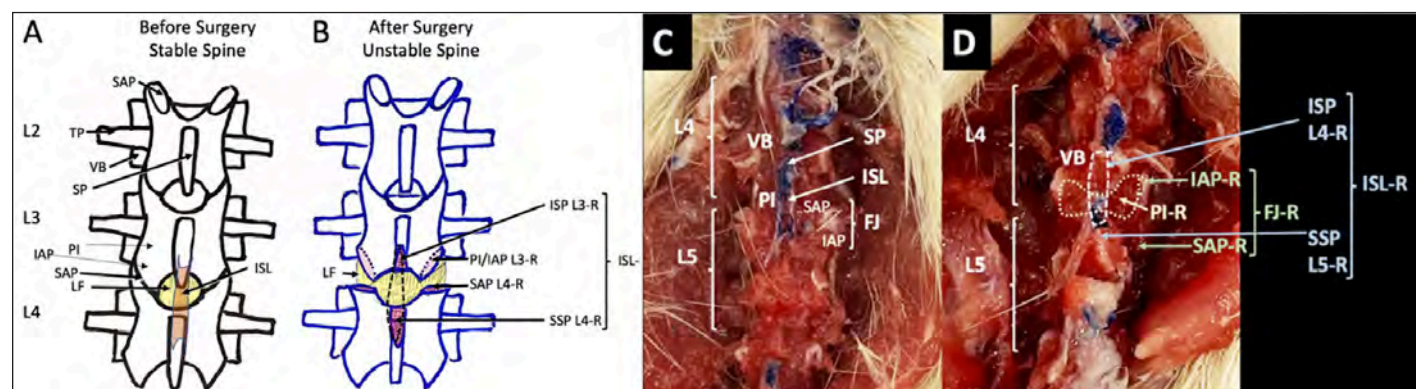 A
Before Surgery
Stable Spine
SAP
L2
TP
VB
SP
L3
PI
IAP
SAP
LF
ISL
L4
B
After Surgery
Unstable Spine
ISP L3-R
LF
PI/IAP L3-R
SAP L4-R
ISL-
SSP L4-R
C
L4
VB
SP
ISL
PI
SAP
FJ
IAP
L5
D
L4
VB
ISP
L4-R
ISL-R
IAP-R
PI-R
FJ-R
SAP-R
SSP
L5-R
L5